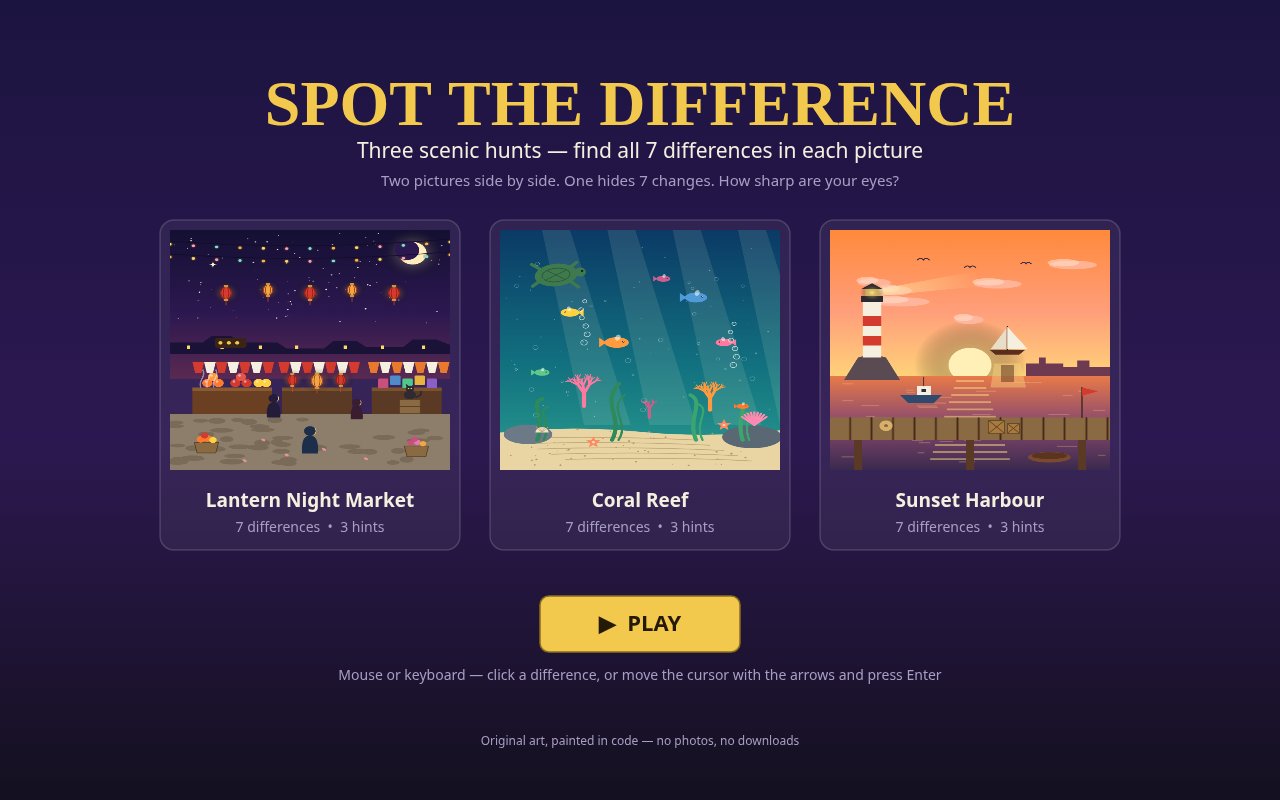 SPOT THE DIFFERENCE
Three scenic hunts — find all 7 differences in each picture
Two pictures side by side. One hides 7 changes. How sharp are your eyes?
Lantern Night Market
7 differences • 3 hints
Coral Reef
7 differences • 3 hints
Sunset Harbour
7 differences • 3 hints
▶ PLAY
Mouse or keyboard — click a difference, or move the cursor with the arrows and press Enter
Original art, painted in code — no photos, no downloads